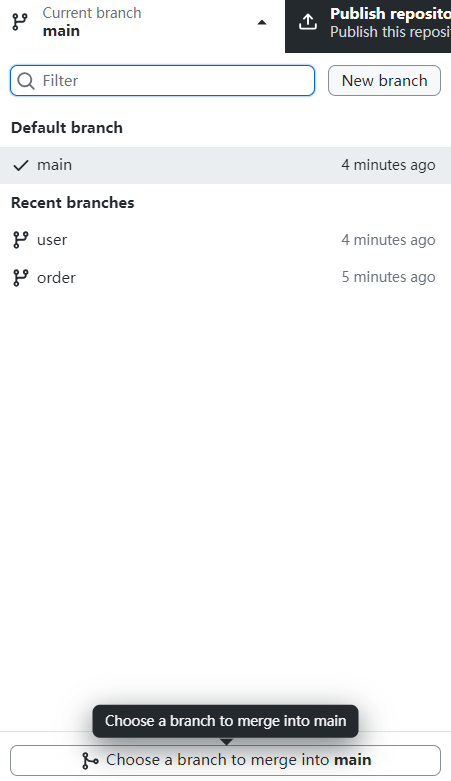 Current branch
main
Publish reposito
Publish this reposi
Filter
New branch
Default branch
main
4 minutes ago
Recent branches
user
4 minutes ago
order
5 minutes ago
Choose a branch to merge into main
Choose a branch to merge into main